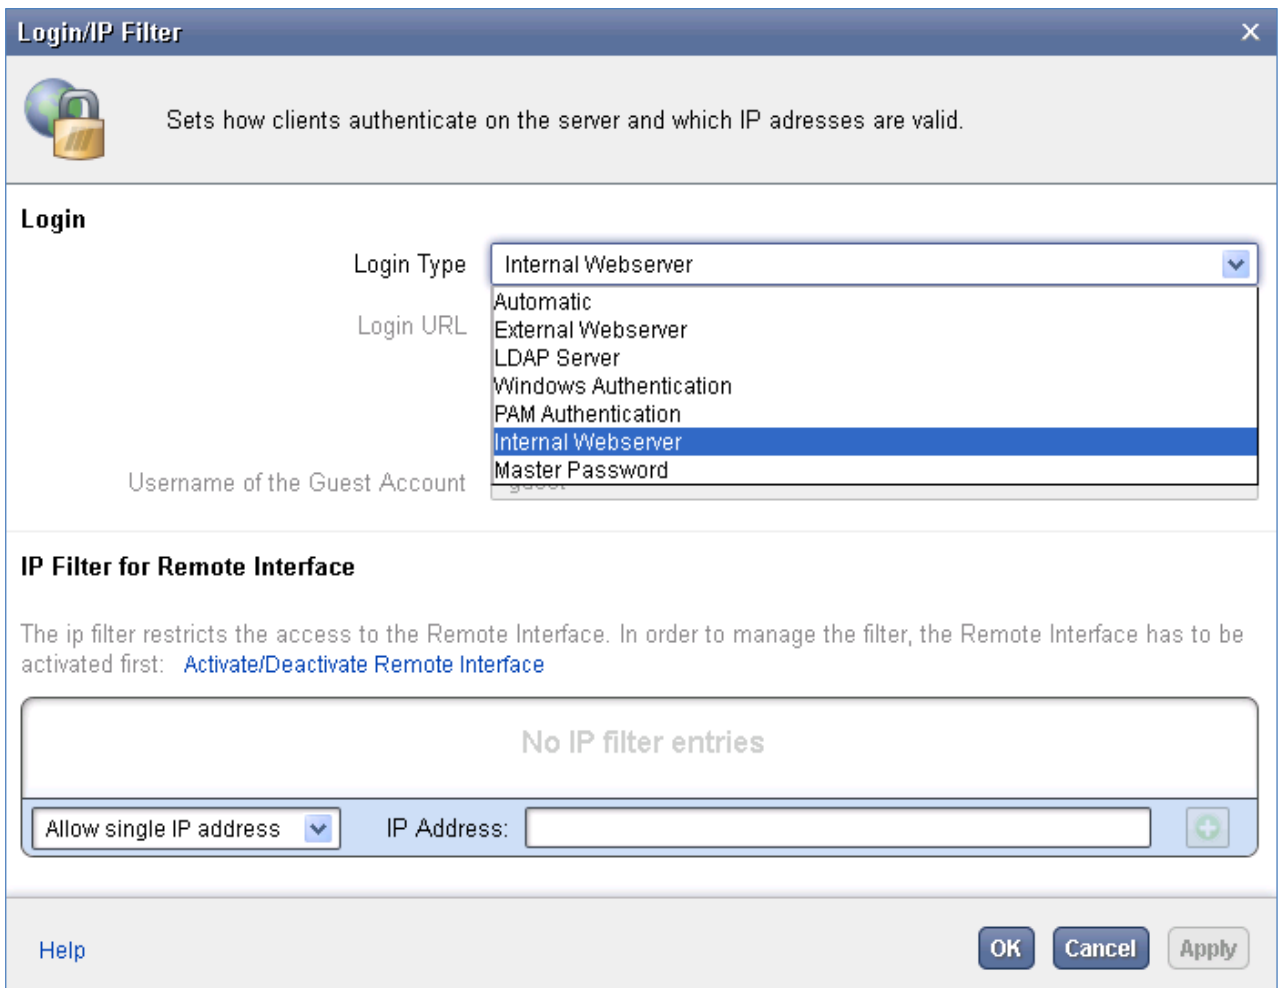 Login/IP Filter
Sets how clients authenticate on the server and which IP adresses are valid.
Login
Login Type Internal Webserver
Automatic
Login URL External Webserver
LDAP Server
Windows Authentication
PAM Authentication
Internal Webserver
Master Password
Username of the Guest Account guest
IP Filter for Remote Interface
The ip filter restricts the access to the Remote Interface. In order to manage the filter, the Remote Interface has to be
activated first: Activate/Deactivate Remote Interface
No IP filter entries
Allow single IP address IP Address:
Help OK Cancel Apply